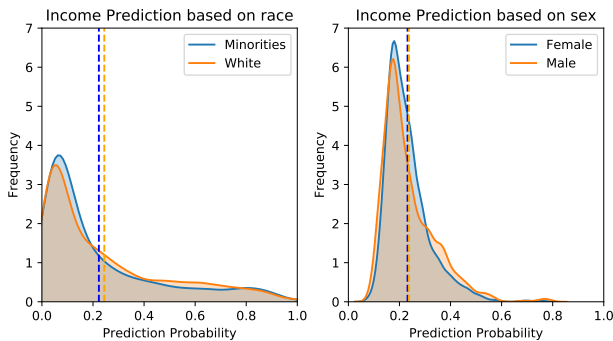 Income Prediction based on race
Frequency
7
6
5
4
3
2
1
0
Minorities
White
0.0 0.2 0.4 0.6 0.8 1.0
Prediction Probability
Income Prediction based on sex
Frequency
7
6
5
4
3
2
1
0
Female
Male
0.0 0.2 0.4 0.6 0.8 1.0
Prediction Probability